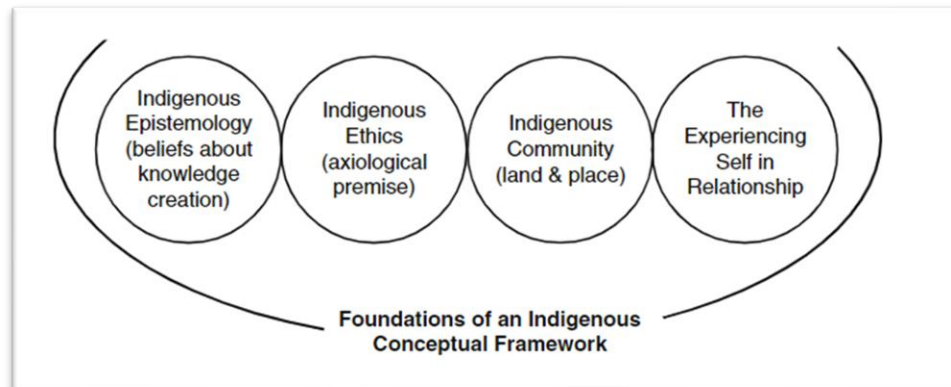 Indigenous
Epistemology
(beliefs about
knowledge
creation)
Indigenous
Ethics
(axiological
premise)
Indigenous
Community
(land & place)
The
Experiencing
Self in
Relationship
Foundations of an Indigenous
Conceptual Framework